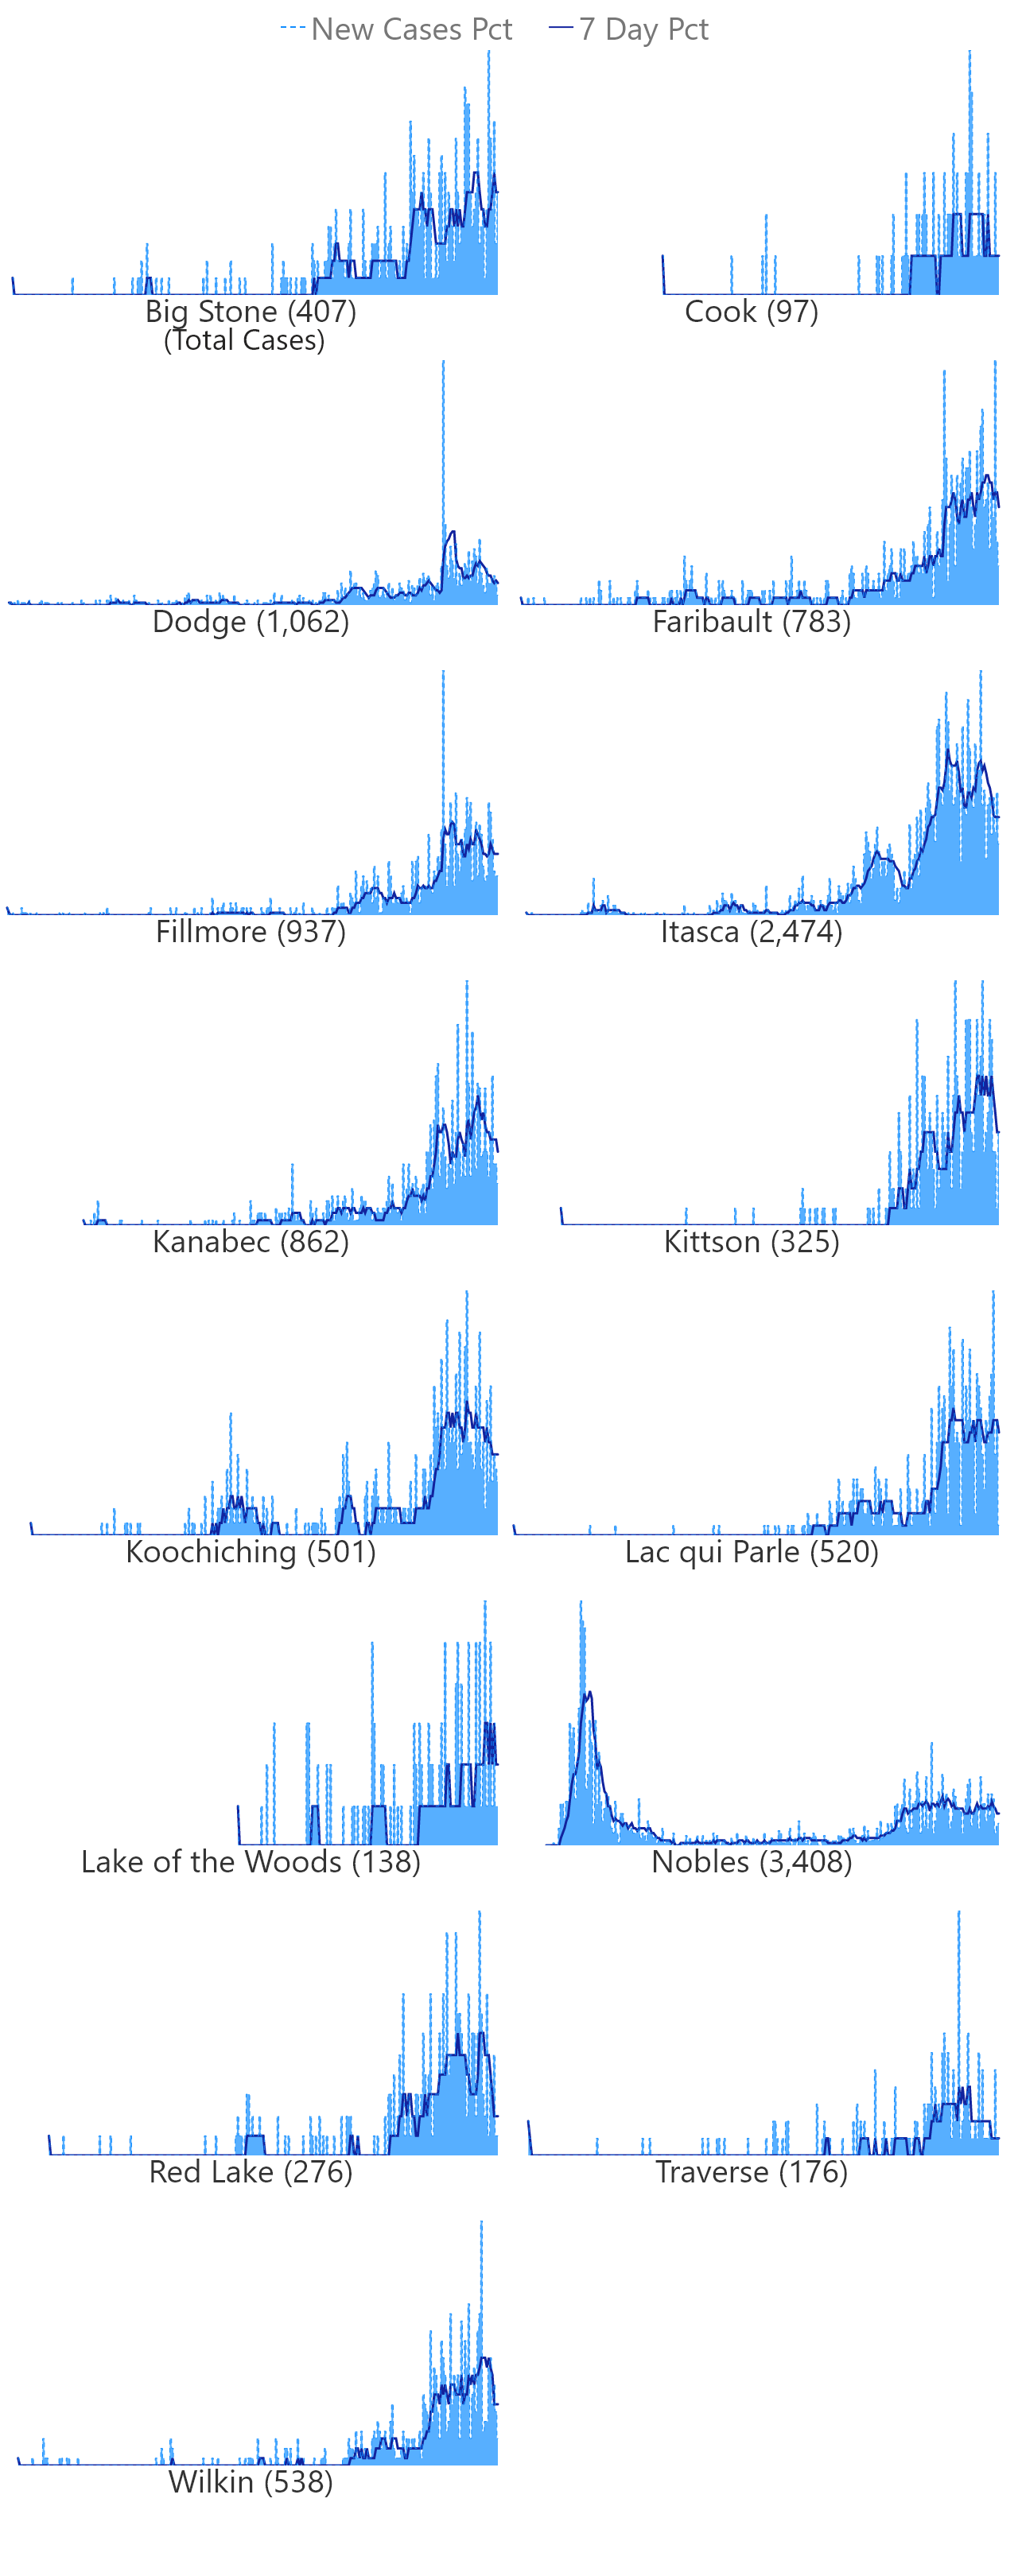 New Cases Pct 7 Day Pct
Big Stone (407) Cook (97)
(Total Cases)
Dodge (1,062) Faribault (783)
Fillmore (937) Itasca (2,474)
Kanabec (862) Kittson (325)
Koochiching (501) Lac qui Parle (520)
Lake of the Woods (138) Nobles (3,408)
Red Lake (276) Traverse (176)
Wilkin (538)